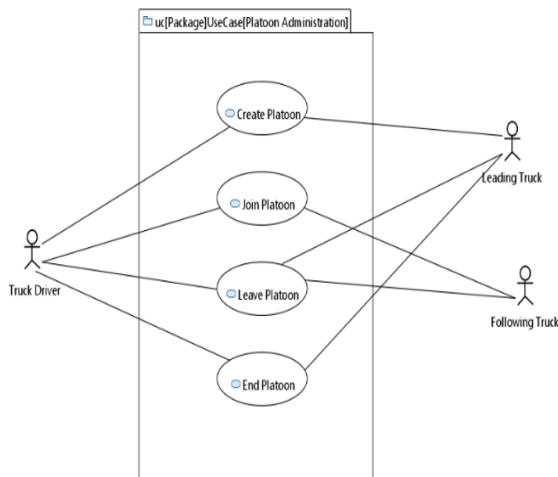 uc[Package]UseCase[Platoon Administration]
Create Platoon
Leading Truck
Join Platoon
Truck Driver
Leave Platoon
Following Truck
End Platoon